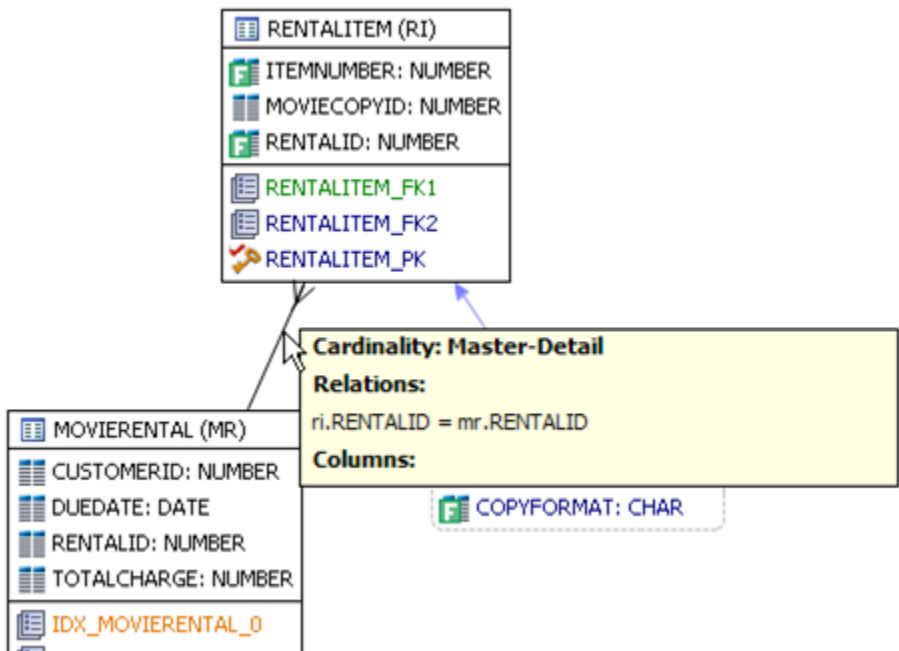 RENTALITEM (RI)
ITEMNUMBER: NUMBER
MOVIECOPYID: NUMBER
RENTALID: NUMBER
RENTALITEM_FK1
RENTALITEM_FK2
RENTALITEM_PK
Cardinality: Master-Detail
Relations:
ri.RENTALID = mr.RENTALID
Columns:
MOVIERENTAL (MR)
CUSTOMERID: NUMBER
DUEDATE: DATE
RENTALID: NUMBER
TOTALCHARGE: NUMBER
IDX_MOVIERENTAL_0
COPYFORMAT: CHAR